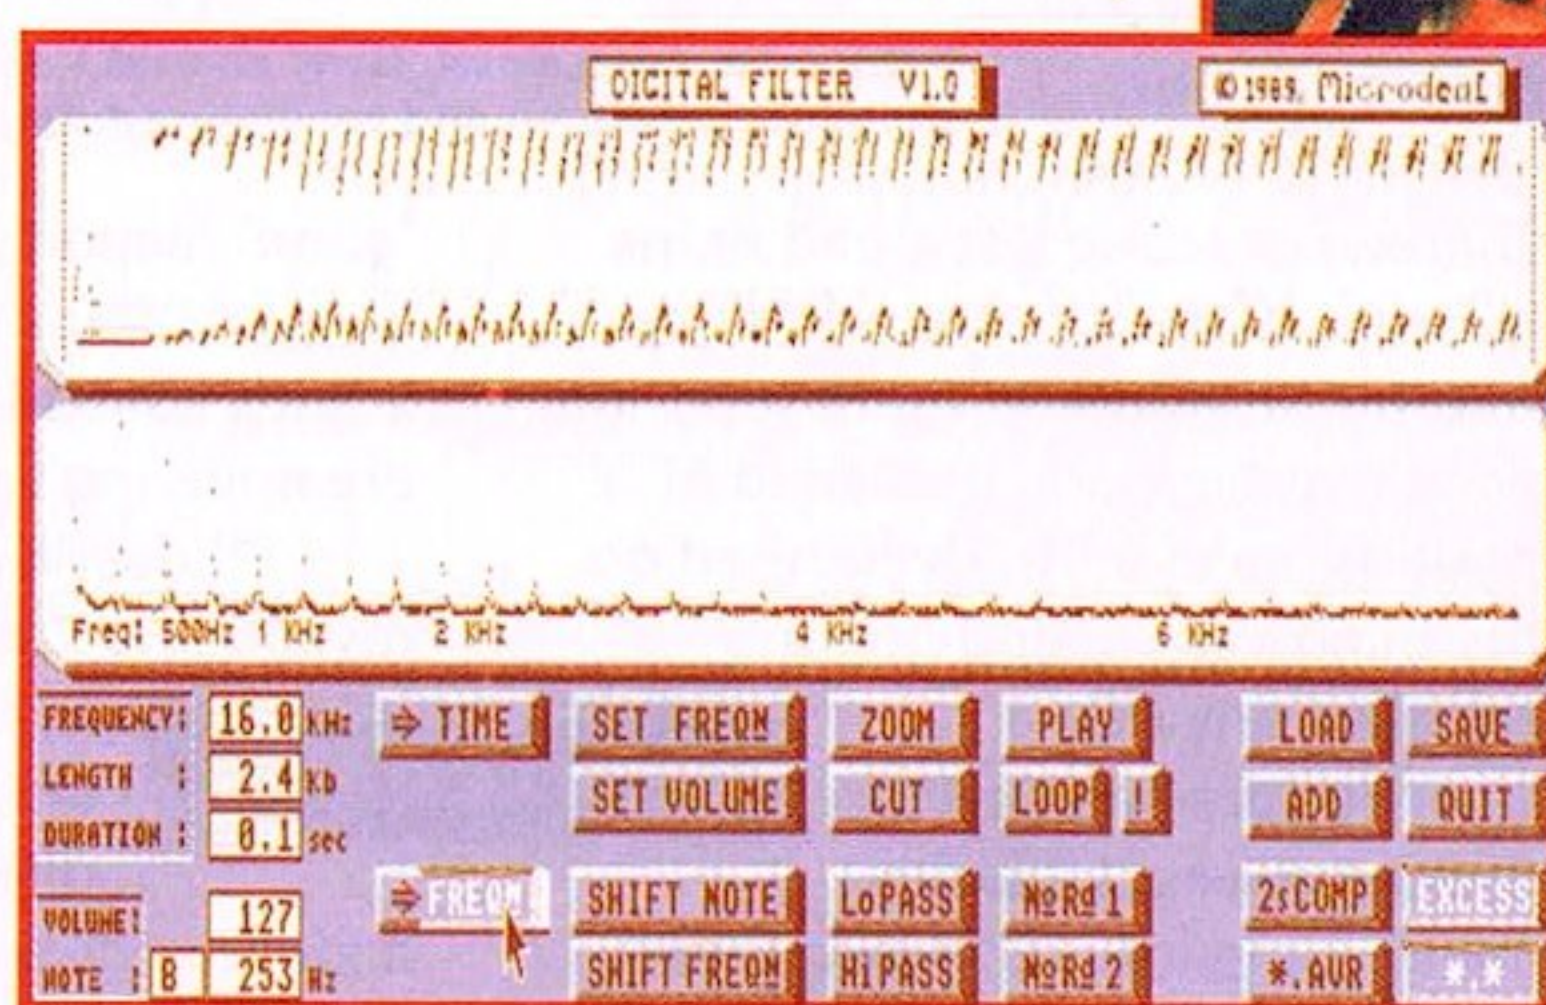 DIGITAL FILTER V1.0
© 1989, Microdeal
Freq: 500Hz 1 KHz 2 KHz 4 KHz 6 KHz
FREQUENCY: 16.0 KHz
LENGTH : 2.4 Kb
DURATION : 0.1 sec
VOLUME: 127
NOTE : B 253 Hz
⇒ TIME
⇒ FREQN
SET FREQN
SET VOLUME
SHIFT NOTE
SHIFT FREQN
ZOOM
CUT
LoPASS
HiPASS
PLAY
LOOP !
NoRd 1
NoRd 2
LOAD
SAVE
ADD
QUIT
2sCOMP
EXCESS
*.AVR
*.*